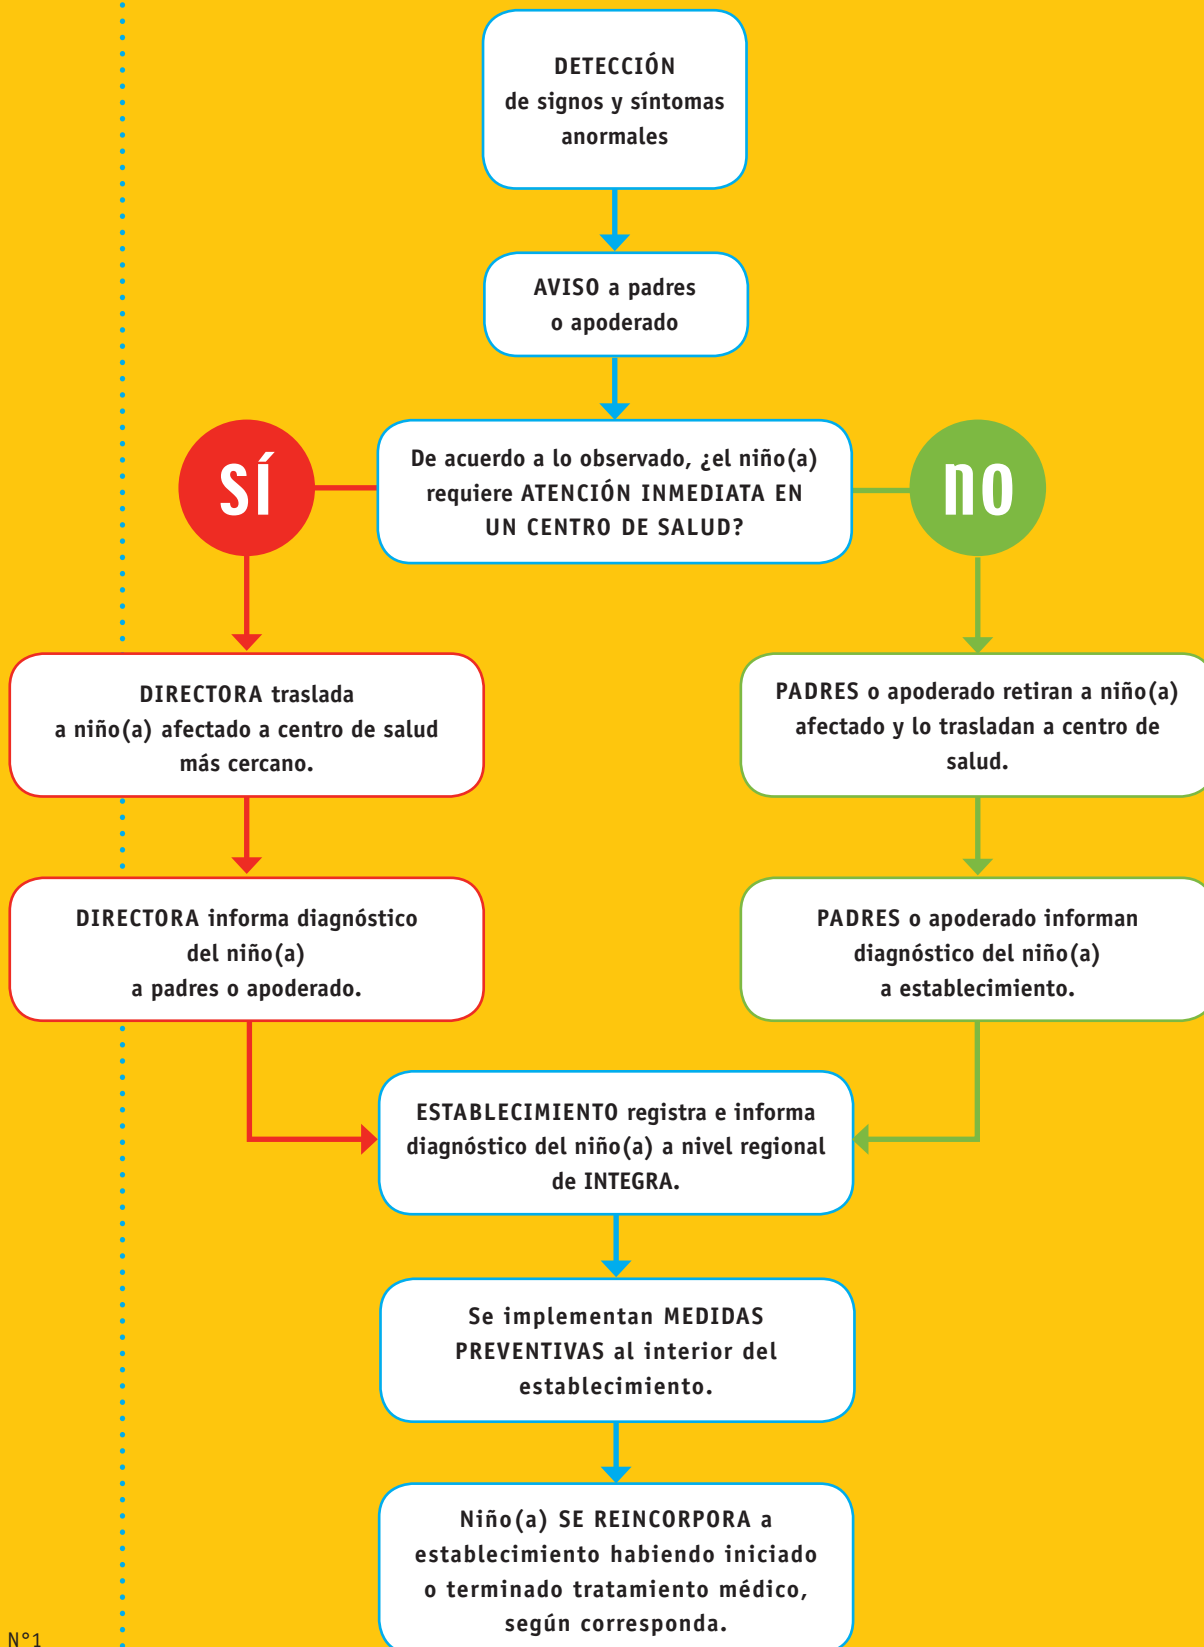 DETECCIÓN
de signos y síntomas
anormales
AVISO a padres
o apoderado
De acuerdo a lo observado, ¿el niño(a)
requiere ATENCIÓN INMEDIATA EN
UN CENTRO DE SALUD?
SÍ
no
DIRECTORA traslada
a niño(a) afectado a centro de salud
más cercano.
PADRES o apoderado retiran a niño(a)
afectado y lo trasladan a centro de
salud.
DIRECTORA informa diagnóstico
del niño(a)
a padres o apoderado.
PADRES o apoderado informan
diagnóstico del niño(a)
a establecimiento.
ESTABLECIMIENTO registra e informa
diagnóstico del niño(a) a nivel regional
de INTEGRA.
Se implementan MEDIDAS
PREVENTIVAS al interior del
establecimiento.
Niño(a) SE REINCORPORA a
establecimiento habiendo iniciado
o terminado tratamiento médico,
según corresponda.
N°1